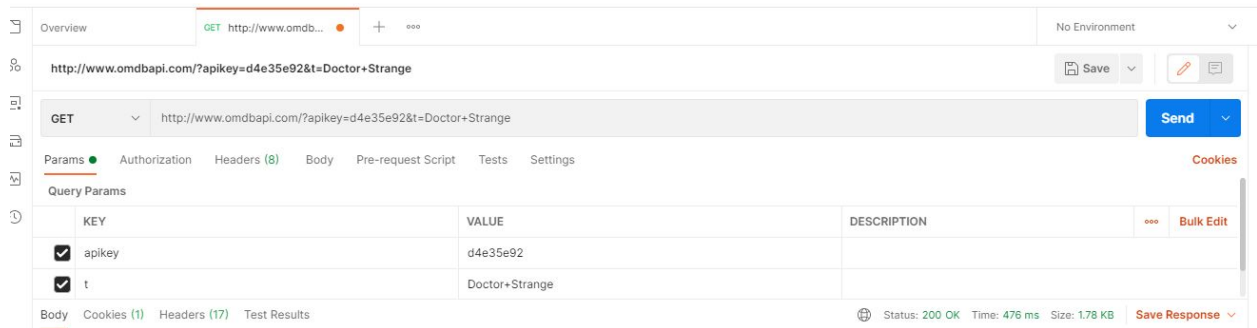 Overview GET http://www.omdb... No Environment
http://www.omdbapi.com/?apikey=d4e35e92&t=Doctor+Strange Save
GET http://www.omdbapi.com/?apikey=d4e35e92&t=Doctor+Strange Send
Params Authorization Headers (8) Body Pre-request Script Tests Settings Cookies
Query Params
KEY VALUE DESCRIPTION Bulk Edit
apikey d4e35e92
t Doctor+Strange
Body Cookies (1) Headers (17) Test Results Status: 200 OK Time: 476 ms Size: 1.78 KB Save Response